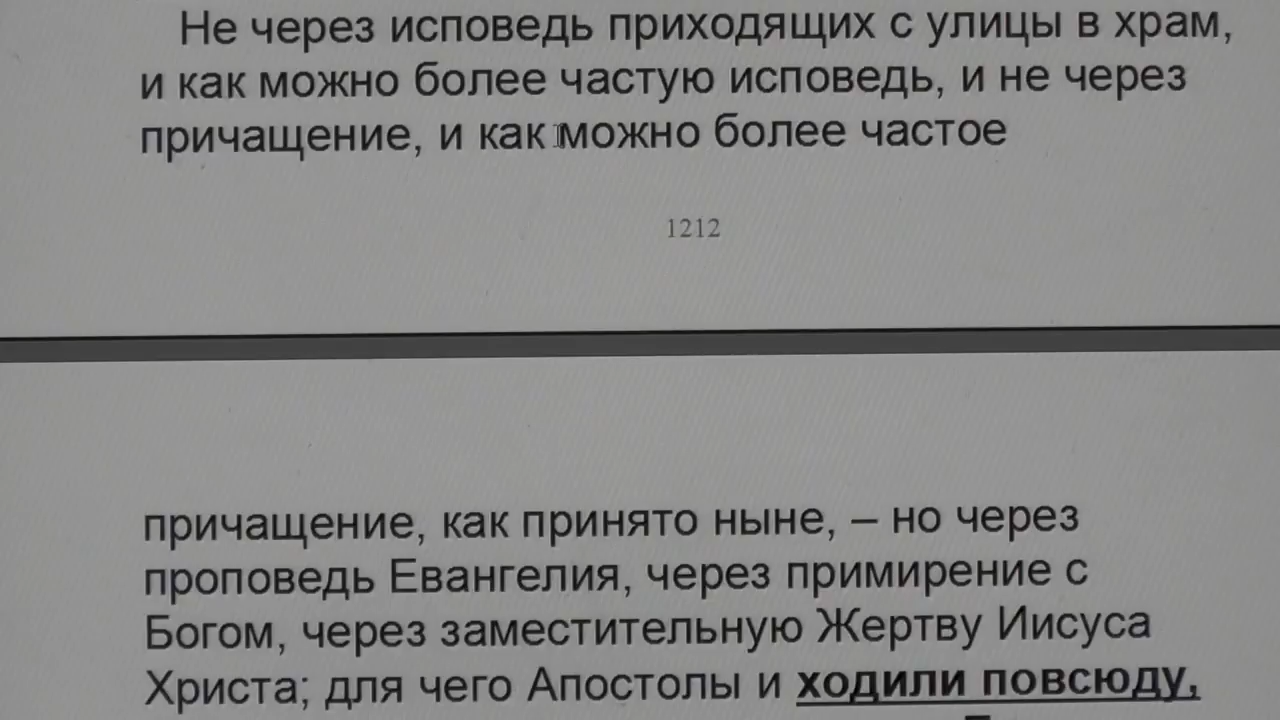 Не через исповедь приходящих с улицы в храм,
и как можно более частую исповедь, и не через
причащение, и как можно более частое
1212
причащение, как принято ныне, – но через
проповедь Евангелия, через примирение с
Богом, через заместительную Жертву Иисуса
Христа; для чего Апостолы и ходили повсюду,